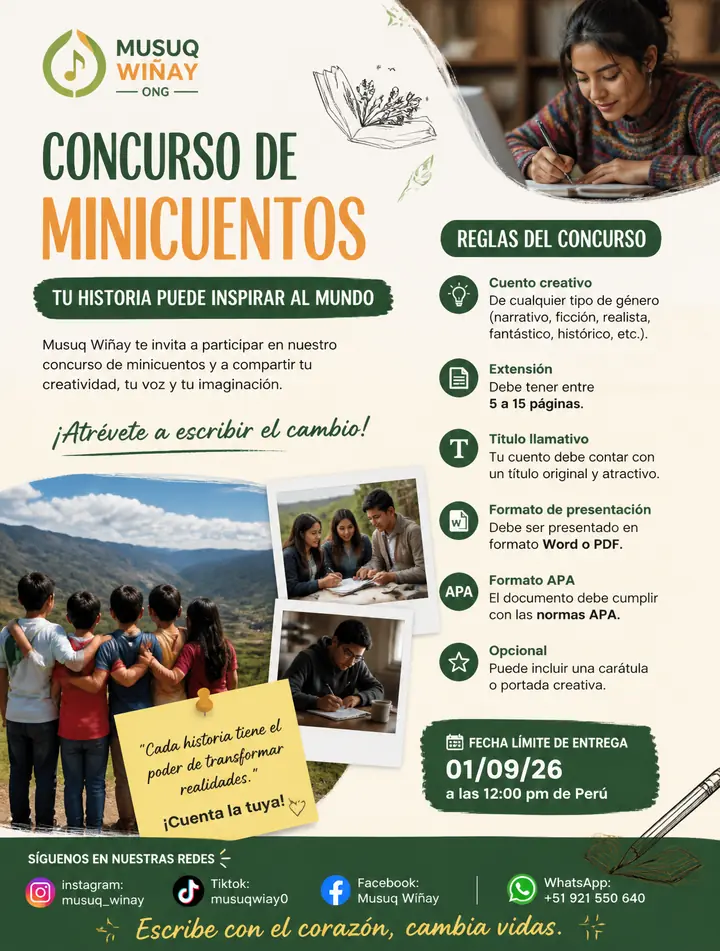 MUSUQ
WIÑAY
ONG
CONCURSO DE
MINICUENTOS
TU HISTORIA PUEDE INSPIRAR AL MUNDO
Musuq Wiñay te invita a participar en nuestro
concurso de minicuentos y a compartir tu
creatividad, tu voz y tu imaginación.
¡Atrévete a escribir el cambio!
"Cada historia tiene el
poder de transformar
realidades."
¡Cuenta la tuya!
REGLAS DEL CONCURSO
Cuento creativo
De cualquier tipo de género
(narrativo, ficción, realista,
fantástico, histórico, etc.).
Extensión
Debe tener entre
5 a 15 páginas.
T
Titulo llamativo
Tu cuento debe contar con
un título original y atractivo.
W
Formato de presentación
Debe ser presentado en
formato Word o PDF.
APA
Formato APA
El documento debe cumplir
con las normas APA.
Opcional
Puede incluir una carátula
o portada creativa.
FECHA LÍMITE DE ENTREGA
01/09/26
a las 12:00 pm de Perú
SÍGUENOS EN NUESTRAS REDES
instagram:
musuq_winay
Tiktok:
musuqwiay0
Facebook:
Musuq Wíñay
WhatsApp:
+51 921 550 640
Escribe con el corazón, cambia vidas.